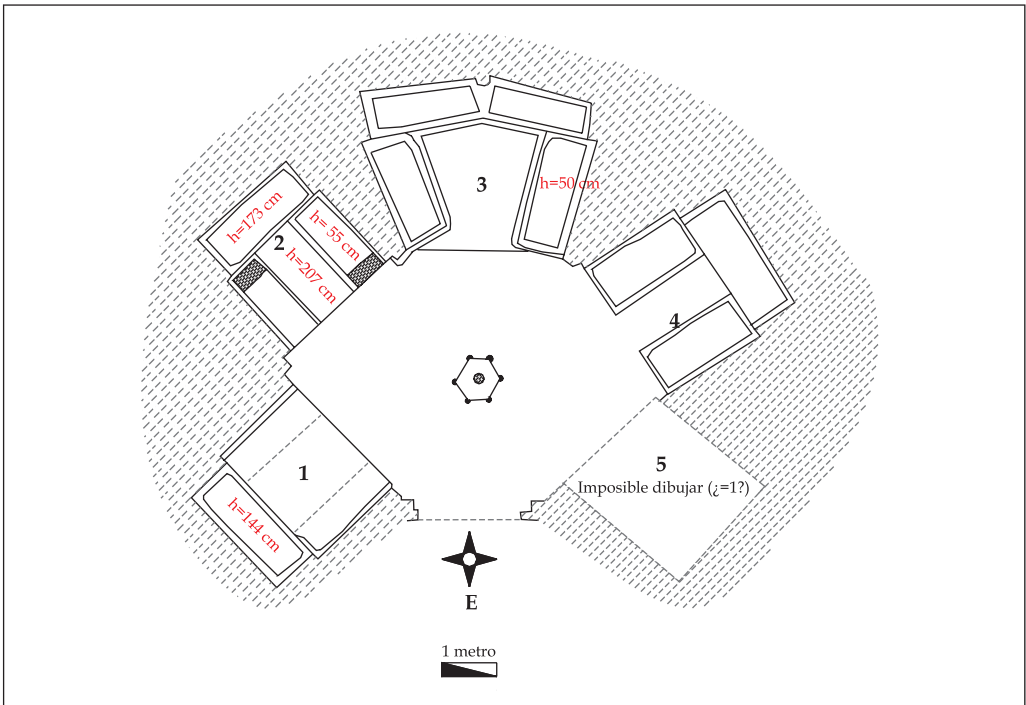 3
h=50 cm
h=173 cm
h= 55 cm
2
h=207 cm
4
1
h=144 cm
5
Imposible dibujar (¿=1?)
E
1 metro